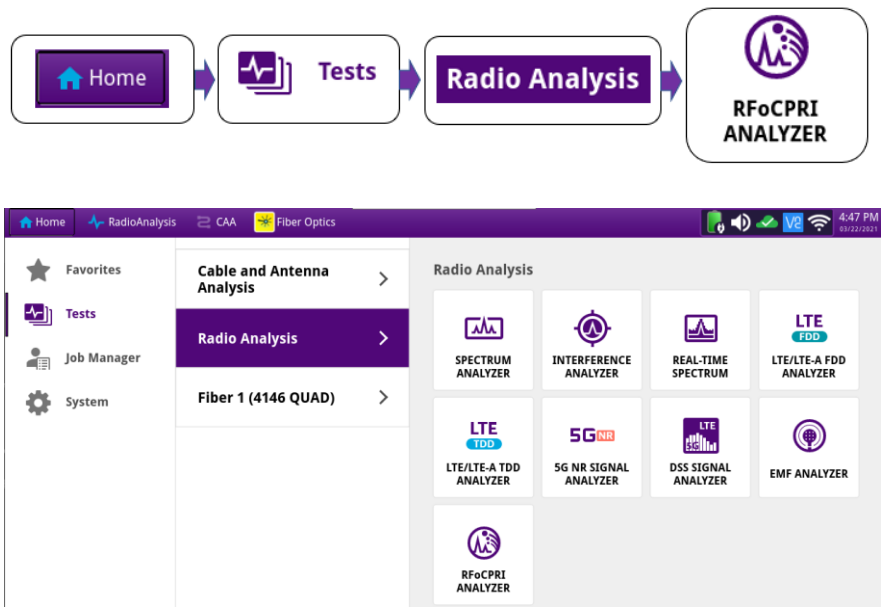 Home
Tests
Radio Analysis
RFoCPRI
ANALYZER
Home
RadioAnalysis
CAA
Fiber Optics
V2
4:47 PM
03/22/2021
Favorites
Tests
Job Manager
System
Cable and Antenna
Analysis
Radio Analysis
Fiber 1 (4146 QUAD)
Radio Analysis
SPECTRUM
ANALYZER
INTERFERENCE
ANALYZER
REAL-TIME
SPECTRUM
LTE
FDD
LTE/LTE-A FDD
ANALYZER
LTE
TDD
LTE/LTE-A TDD
ANALYZER
5G NR
5G NR SIGNAL
ANALYZER
LTE
5G
DSS SIGNAL
ANALYZER
EMF ANALYZER
RFoCPRI
ANALYZER